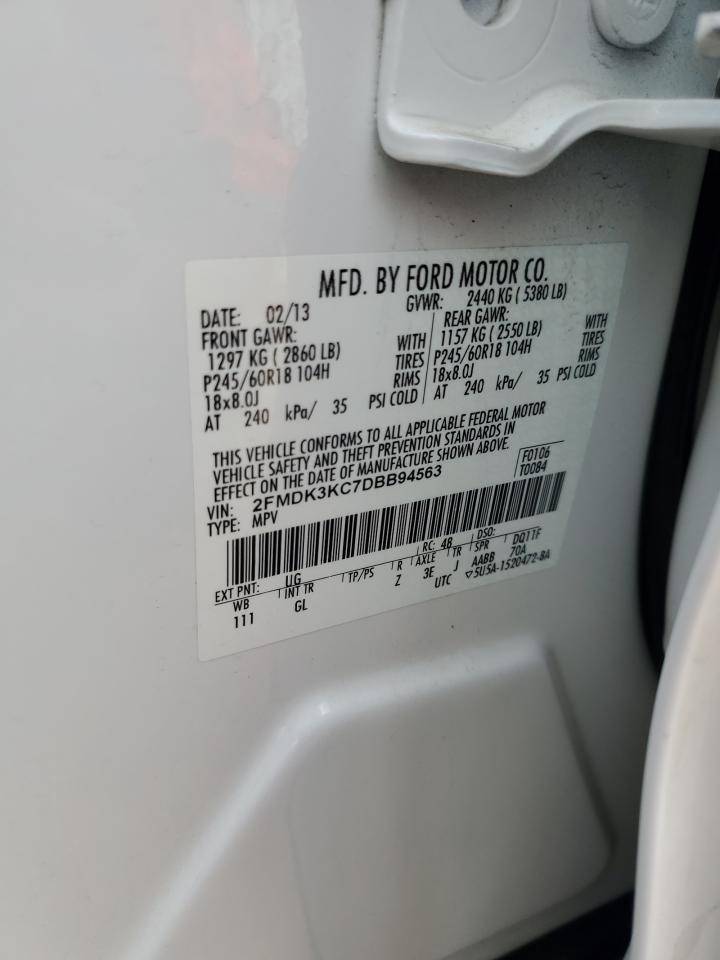 MFD. BY FORD MOTOR CO.
DATE: 02/13 GVWR: 2440 KG ( 5380 LB)
FRONT GAWR: REAR GAWR:
1297 KG ( 2860 LB) WITH 1157 KG ( 2550 LB) WITH
P245/60R18 104H TIRES P245/60R18 104H TIRES
18x8.0J RIMS 18x8.0J RIMS
AT 240 kPa/ 35 PSI COLD AT 240 kPa/ 35 PSI COLD
THIS VEHICLE CONFORMS TO ALL APPLICABLE FEDERAL MOTOR
VEHICLE SAFETY AND THEFT PREVENTION STANDARDS IN
EFFECT ON THE DATE OF MANUFACTURE SHOWN ABOVE.
VIN: 2FMDK3KC7DBB94563 F0106
TYPE: MPV T0084
EXT PNT: UG RC: 48 DSO:
WB INT TR TP/PS R AXLE TR SPR DQ11F
111 GL Z 3E J AABB 70A
UTC ▽5U5A-1520472-BA